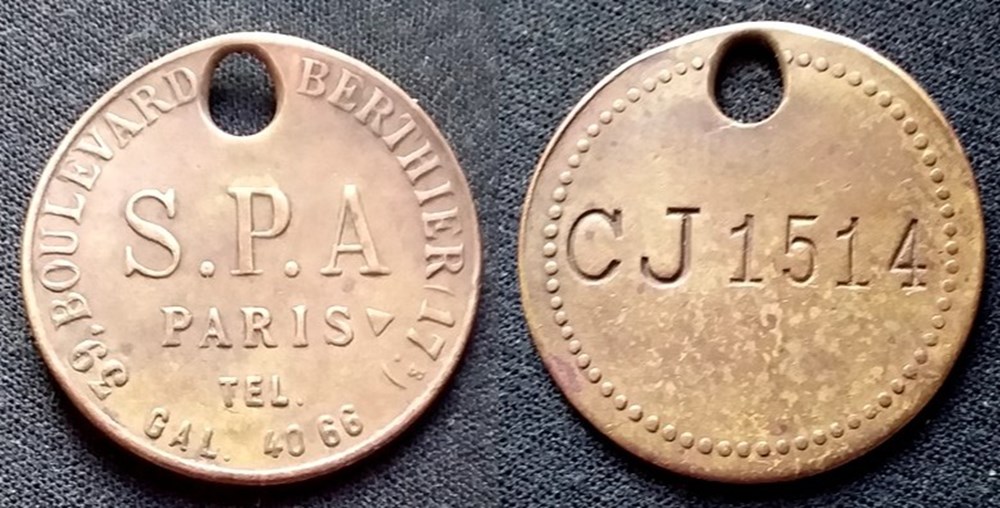 39, BOULEVARD BERTHIER (17e)
S.P.A
PARIS
TEL.
GAL. 40 66
CJ 1514